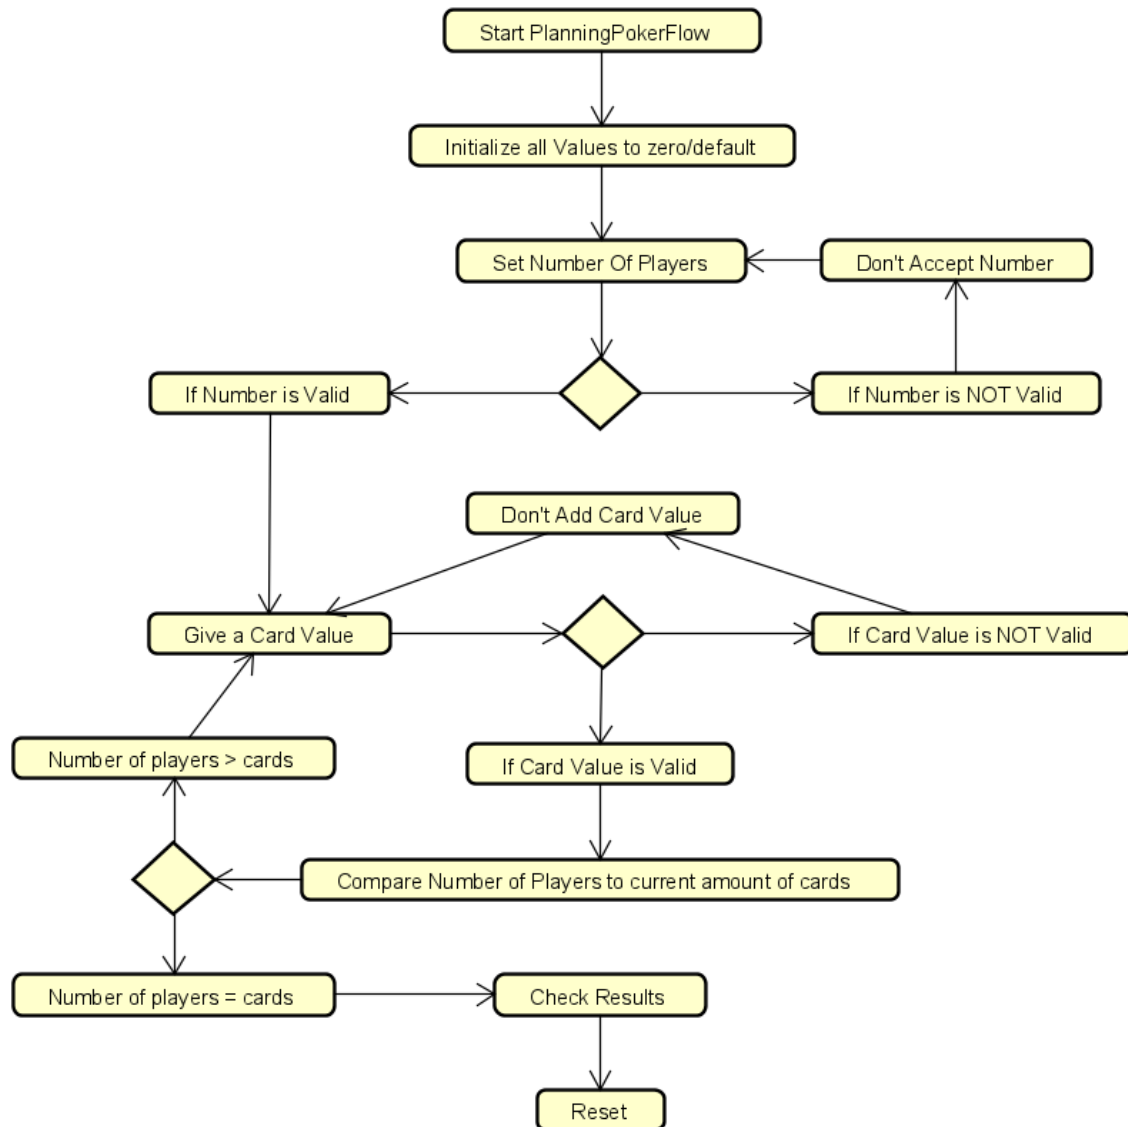 Start PlanningPokerFlow
Initialize all Values to zero/default
Set Number Of Players
Don't Accept Number
If Number is Valid
If Number is NOT Valid
Don't Add Card Value
Give a Card Value
If Card Value is NOT Valid
Number of players > cards
If Card Value is Valid
Compare Number of Players to current amount of cards
Number of players = cards
Check Results
Reset